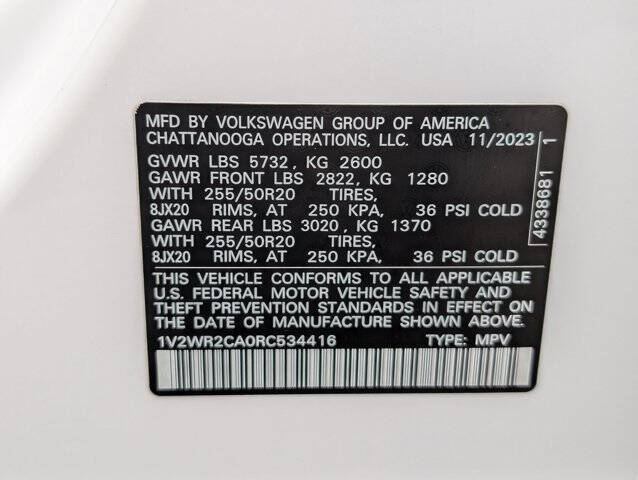 MFD BY VOLKSWAGEN GROUP OF AMERICA
CHATTANOOGA OPERATIONS, LLC. USA 11/2023
GVWR LBS 5732, KG 2600
GAWR FRONT LBS 2822, KG 1280
WITH 255/50R20 TIRES,
8JX20 RIMS, AT 250 KPA, 36 PSI COLD
GAWR REAR LBS 3020, KG 1370
WITH 255/50R20 TIRES,
8JX20 RIMS, AT 250 KPA, 36 PSI COLD
THIS VEHICLE CONFORMS TO ALL APPLICABLE
U.S. FEDERAL MOTOR VEHICLE SAFETY AND
THEFT PREVENTION STANDARDS IN EFFECT ON
THE DATE OF MANUFACTURE SHOWN ABOVE.
1V2WR2CA0RC534416 TYPE: MPV
4338681 1